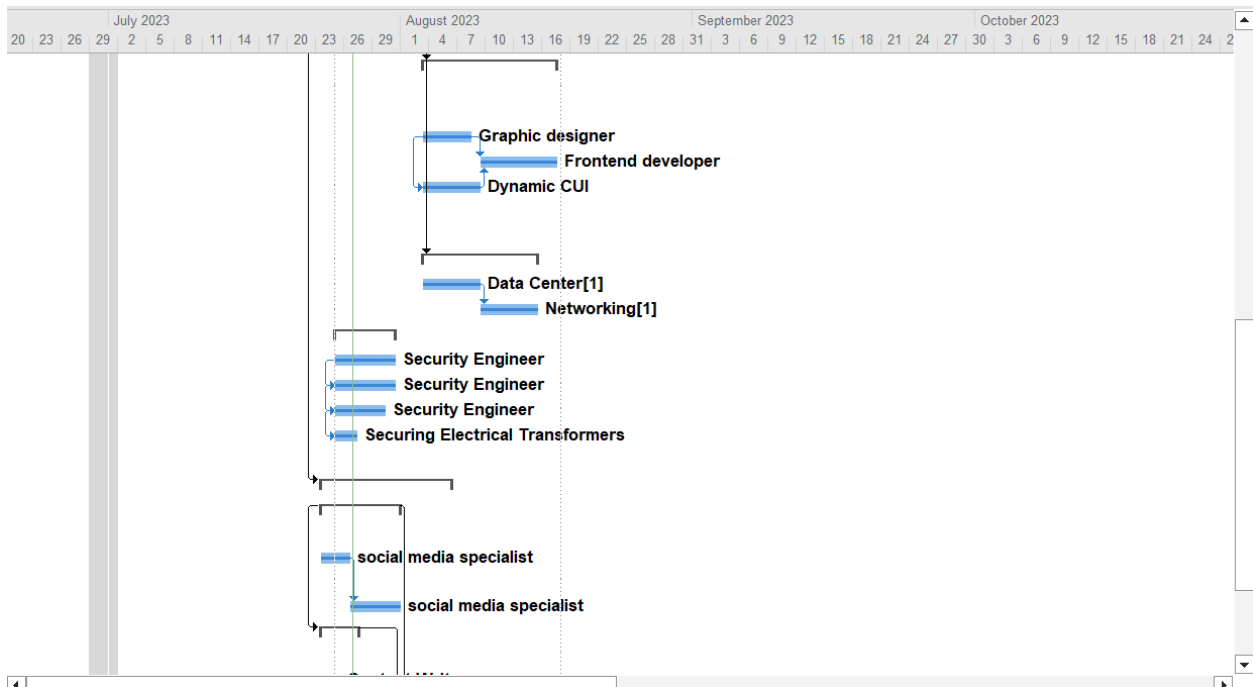 July 2023 August 2023 September 2023 October 2023
20 23 26 29 2 5 8 11 14 17 20 23 26 29 1 4 7 10 13 16 19 22 25 28 31 3 6 9 12 15 18 21 24 27 30 3 6 9 12 15 18 21 24
Graphic designer
Frontend developer
Dynamic CUI
Data Center[1]
Networking[1]
Security Engineer
Security Engineer
Security Engineer
Securing Electrical Transformers
social media specialist
social media specialist